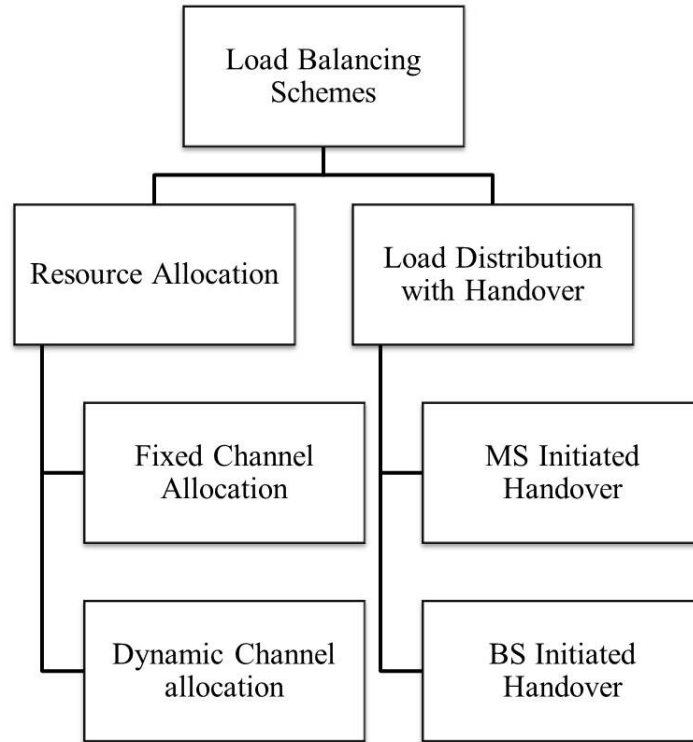 Load Balancing
Schemes
Resource Allocation
Load Distribution
with Handover
Fixed Channel
Allocation
MS Initiated
Handover
Dynamic Channel
allocation
BS Initiated
Handover